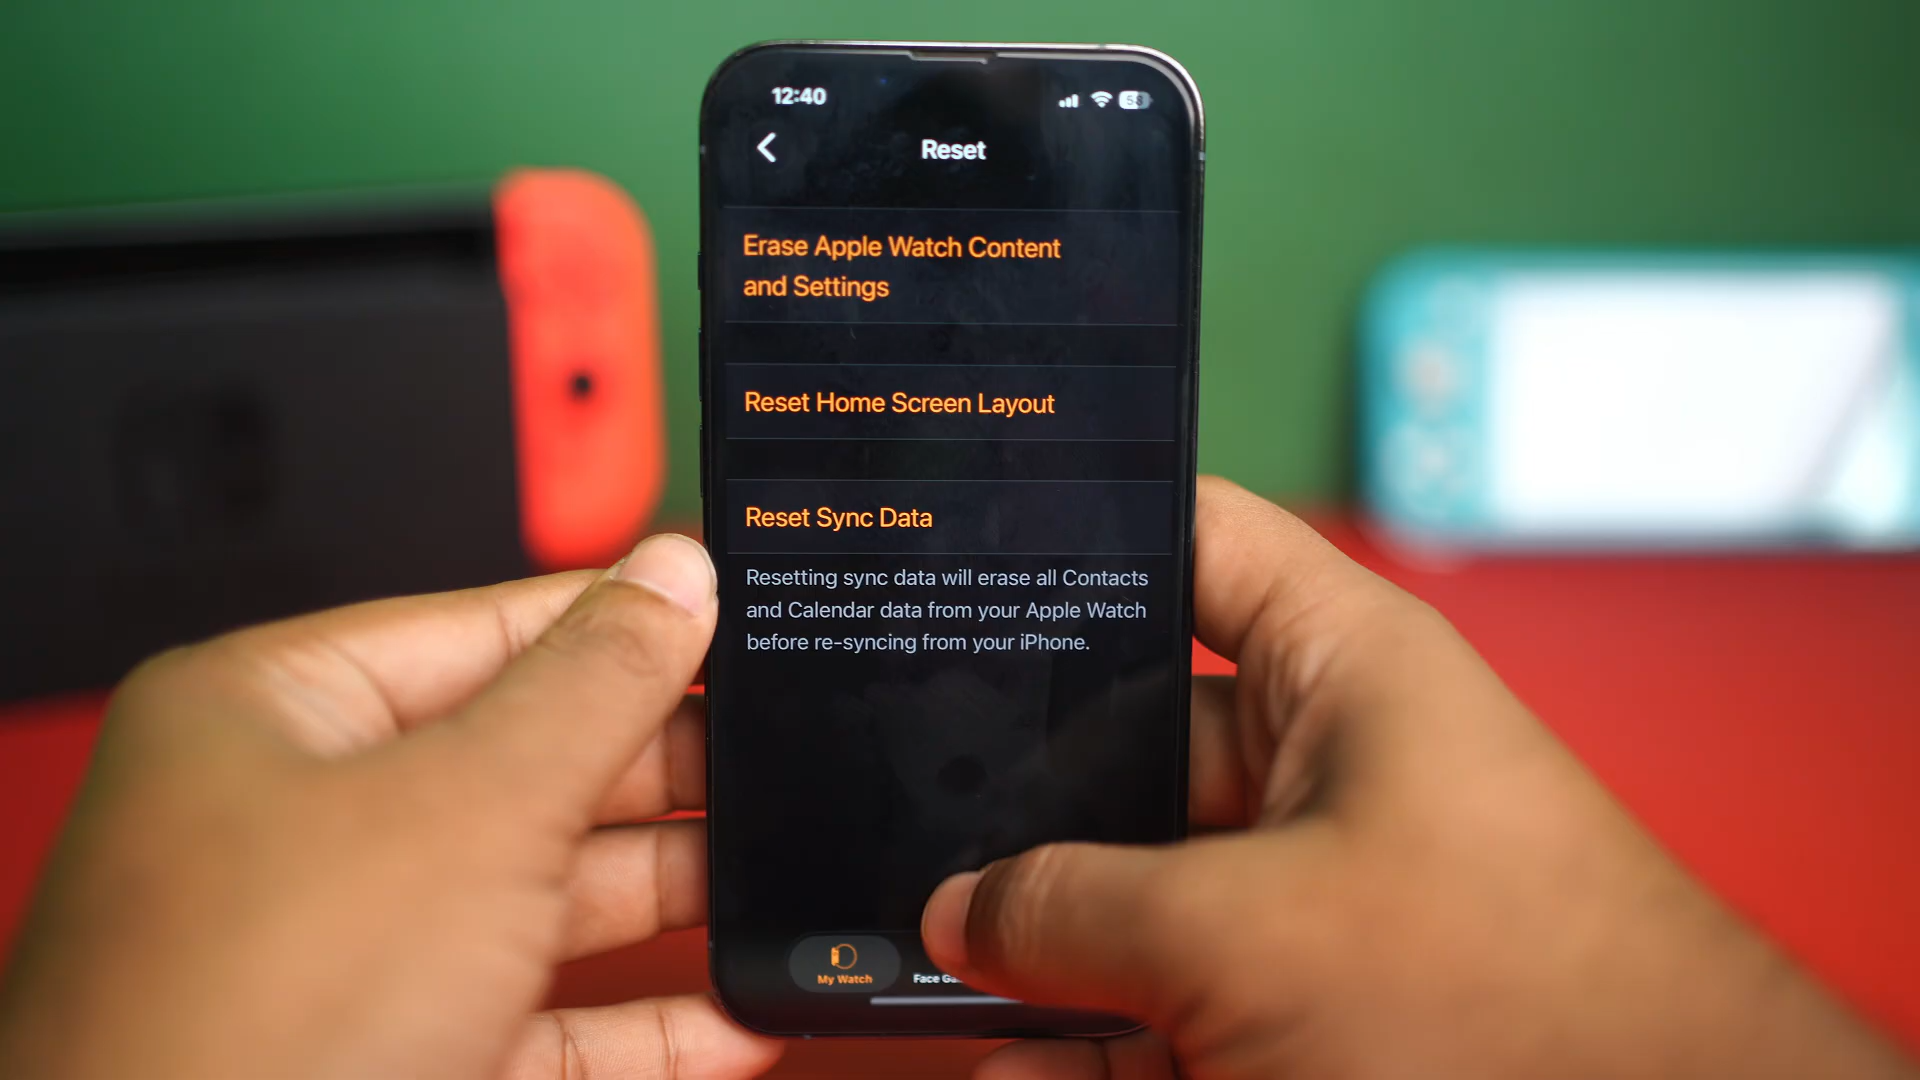 12:40
58
Reset
Erase Apple Watch Content
and Settings
Reset Home Screen Layout
Reset Sync Data
Resetting sync data will erase all Contacts
and Calendar data from your Apple Watch
before re-syncing from your iPhone.
My Watch
Face